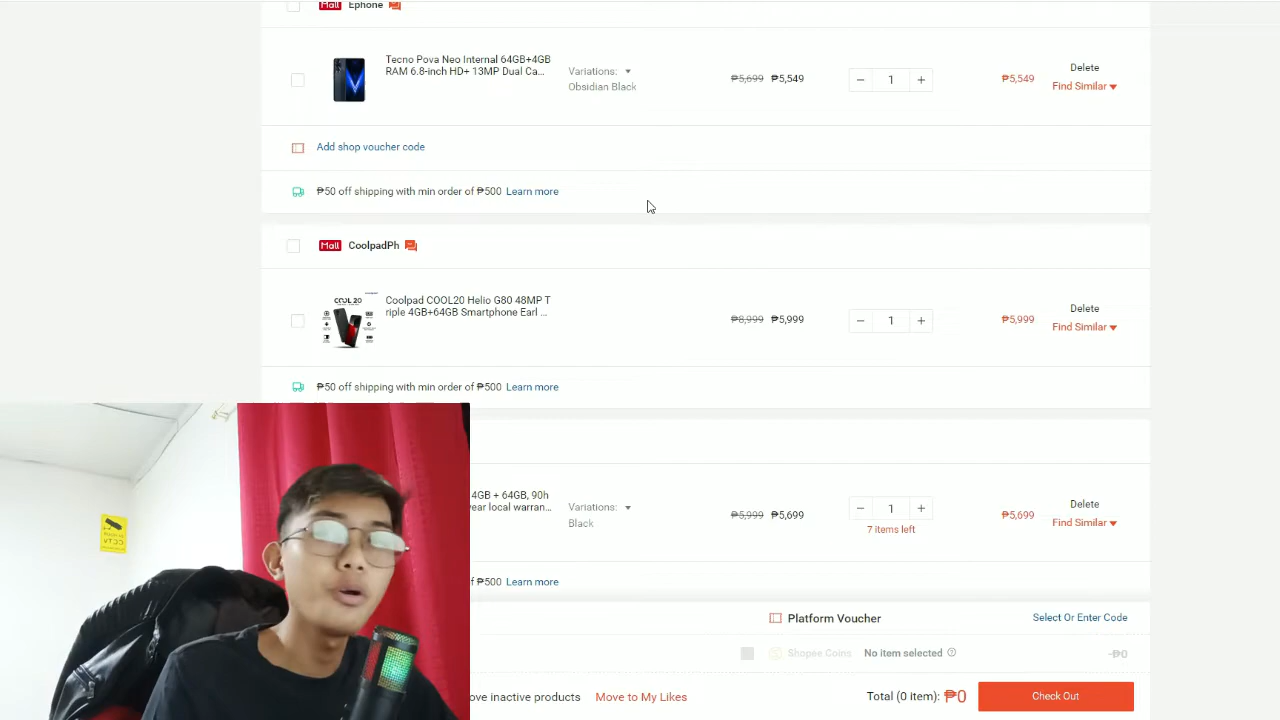 Mall Ephone
Tecno Pova Neo Internal 64GB+4GB
RAM 6.8-inch HD+ 13MP Dual Ca...
Variations:
Obsidian Black
₱5,699 ₱5,549
− 1 +
₱5,549
Delete
Find Similar
Add shop voucher code
₱50 off shipping with min order of ₱500 Learn more
Mall CoolpadPh
COOL 20
Coolpad COOL20 Helio G80 48MP T
riple 4GB+64GB Smartphone Earl ...
₱8,999 ₱5,999
− 1 +
₱5,999
Delete
Find Similar
₱50 off shipping with min order of ₱500 Learn more
4GB + 64GB, 90h
year local warran...
Variations:
Black
₱5,999 ₱5,699
− 1 +
7 items left
₱5,699
Delete
Find Similar
of ₱500 Learn more
Platform Voucher
Select Or Enter Code
Shopee Coins No item selected
-₱0
ove inactive products
Move to My Likes
Total (0 item): ₱0
Check Out
CCTV